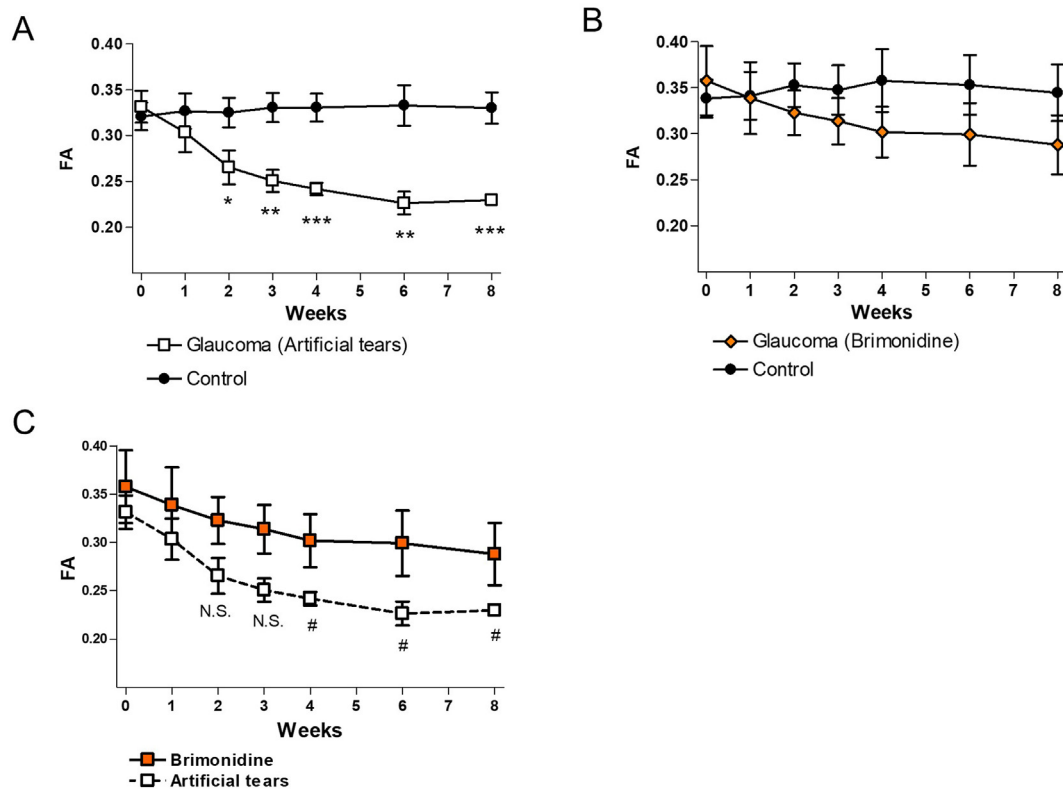 A
0.40
0.35
0.30
0.25
0.20
FA
*
**
***
**
***
0 1 2 3 4 5 6 7 8
Weeks
Glaucoma (Artificial tears)
Control
B
0.40
0.35
0.30
0.25
0.20
FA
0 1 2 3 4 5 6 7 8
Weeks
Glaucoma (Brimonidine)
Control
C
0.40
0.35
0.30
0.25
0.20
FA
N.S.
N.S.
#
#
#
0 1 2 3 4 5 6 7 8
Weeks
Brimonidine
Artificial tears